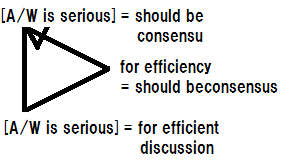 [A/W is serious] = should be
consensu
for efficiency
= should beconsensus
[A/W is serious] = for efficient
discussion